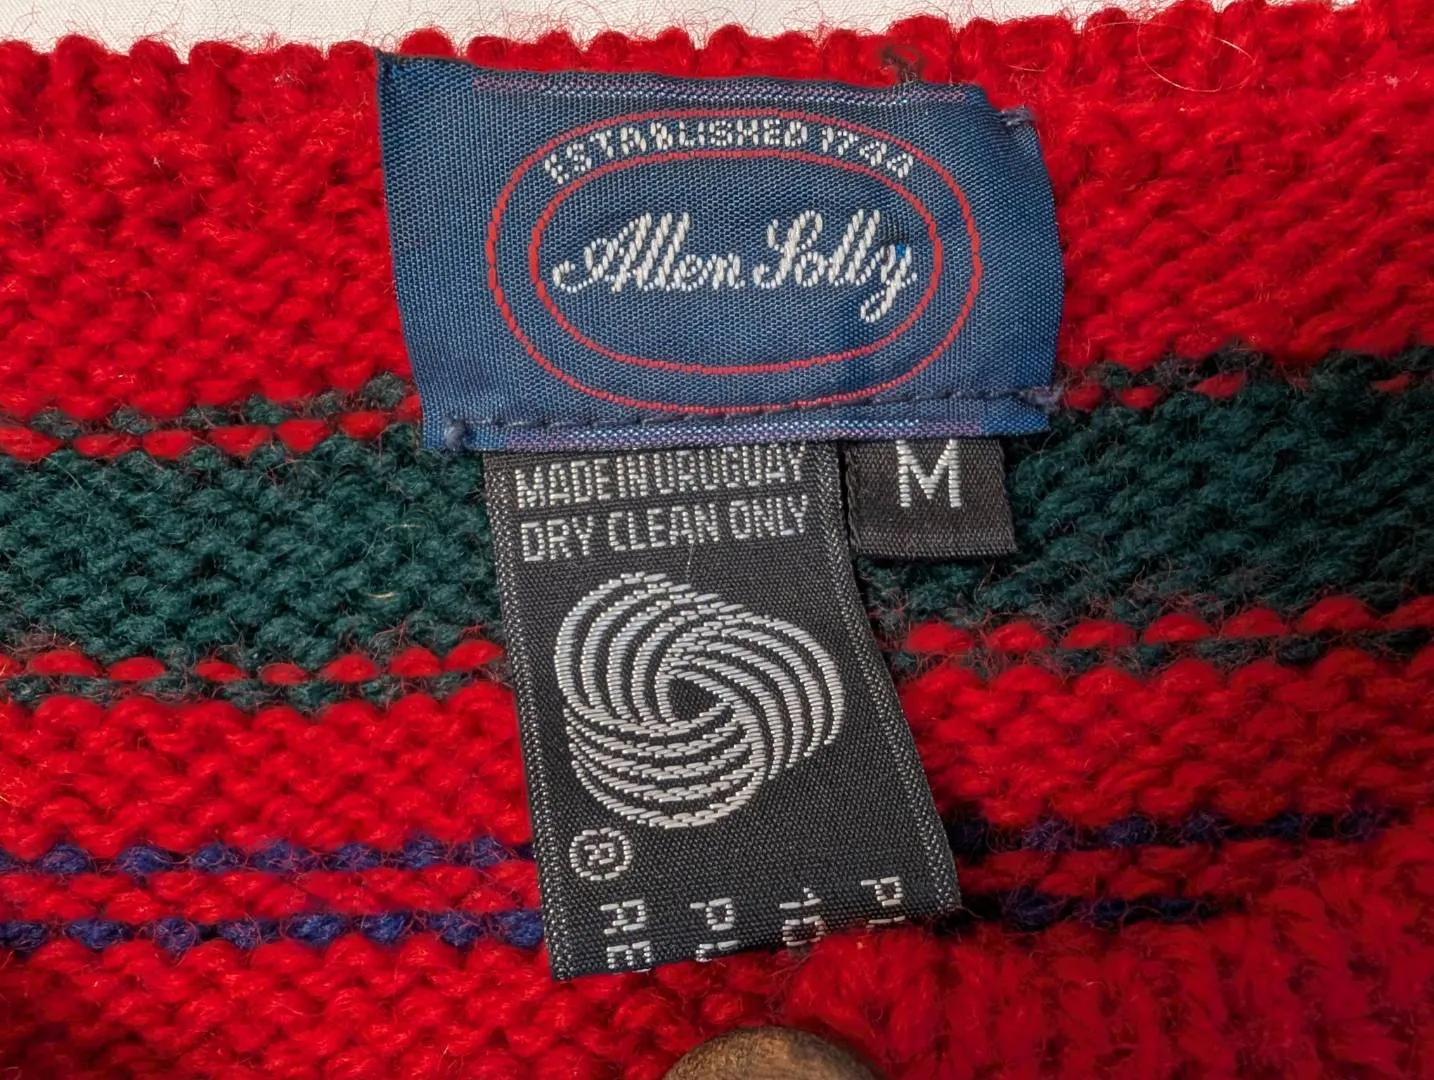 ESTABLISHED 1744
Allen Solly
MADE IN URUGUAY
DRY CLEAN ONLY
M
®